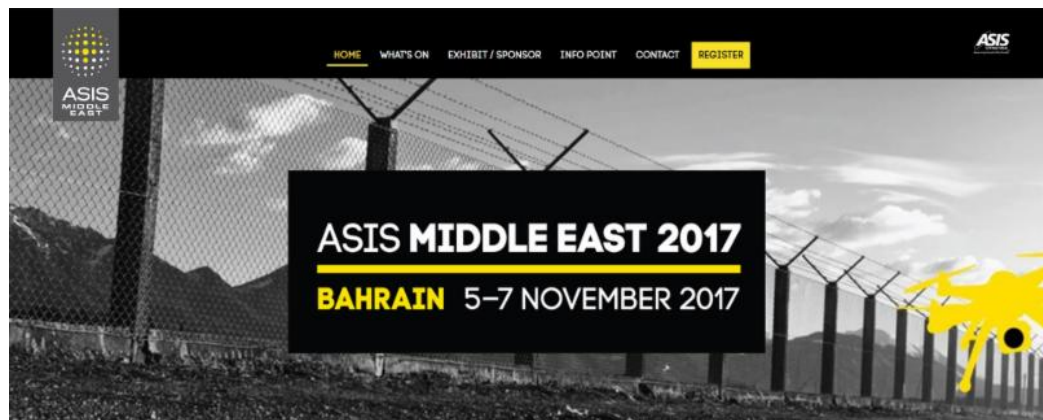 HOME WHAT'S ON EXHIBIT / SPONSOR INFO POINT CONTACT REGISTER
ASIS
ASIS
MIDDLE
EAST
ASIS MIDDLE EAST 2017
BAHRAIN 5–7 NOVEMBER 2017